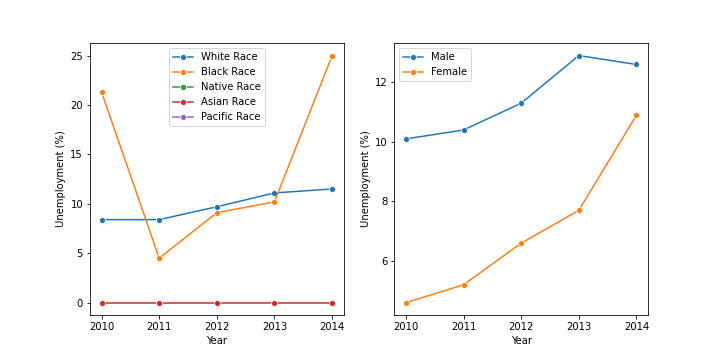 White Race
Black Race
Native Race
Asian Race
Pacific Race
Unemployment (%)
25
20
15
10
5
0
2010 2011 2012 2013 2014
Year
Male
Female
Unemployment (%)
12
10
8
6
2010 2011 2012 2013 2014
Year